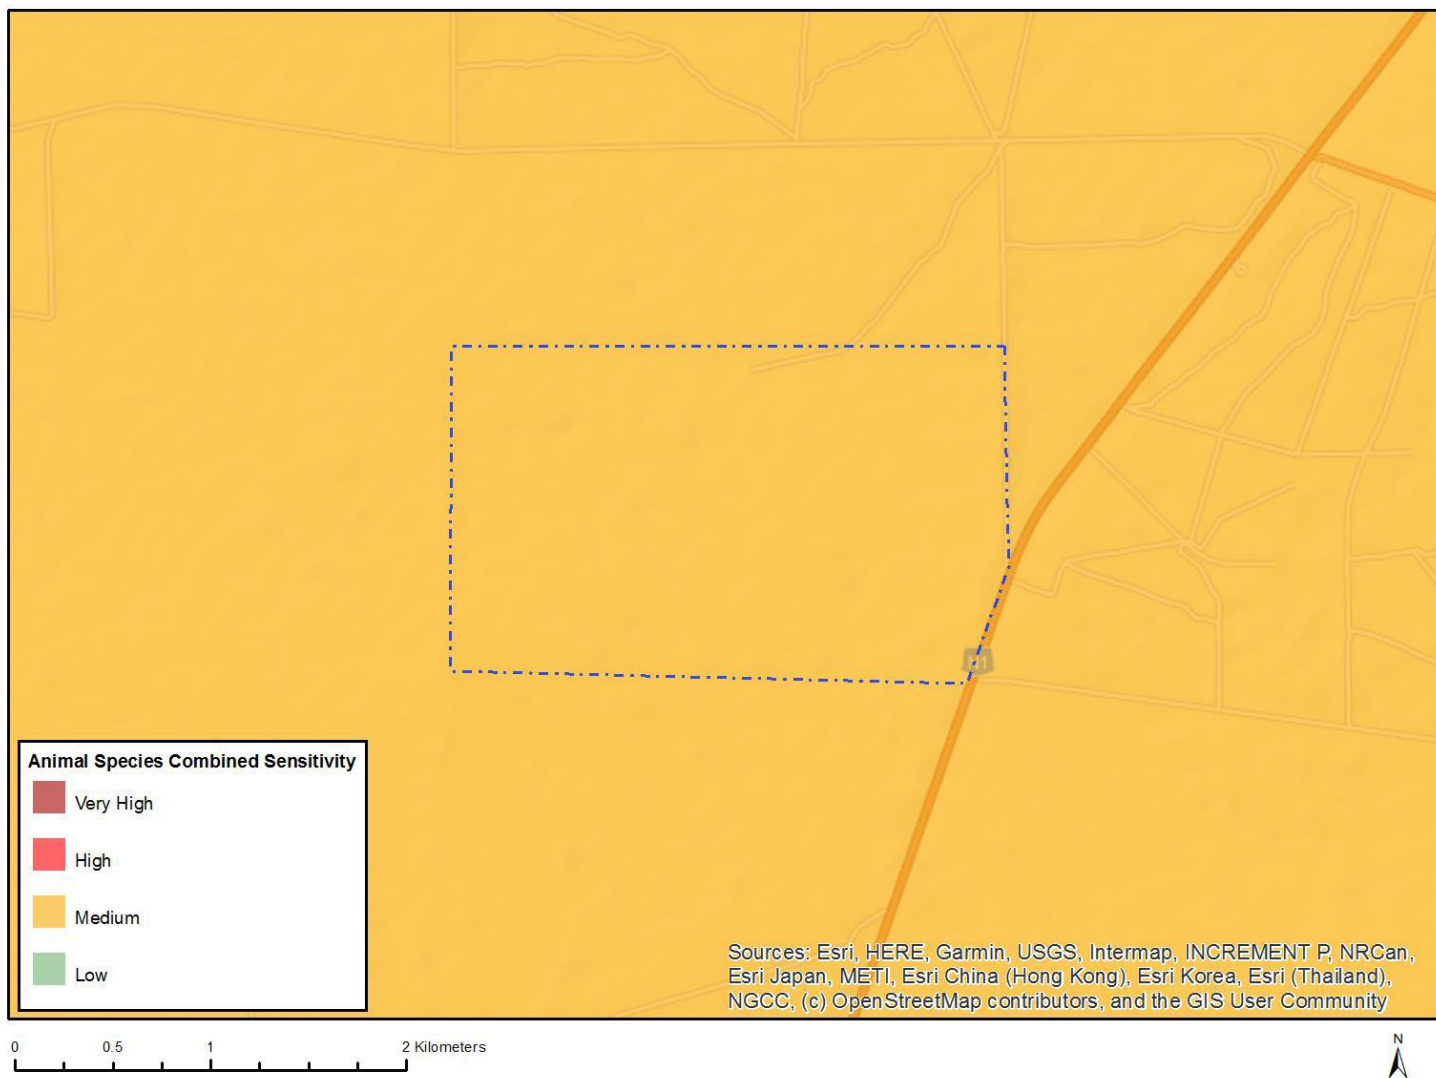 Animal Species Combined Sensitivity
Very High
High
Medium
Low
Sources: Esri, HERE, Garmin, USGS, Intermap, INCREMENT P, NRCan,
Esri Japan, METI, Esri China (Hong Kong), Esri Korea, Esri (Thailand),
NGCC, (c) OpenStreetMap contributors, and the GIS User Community
0 0.5 1 2 Kilometers
N